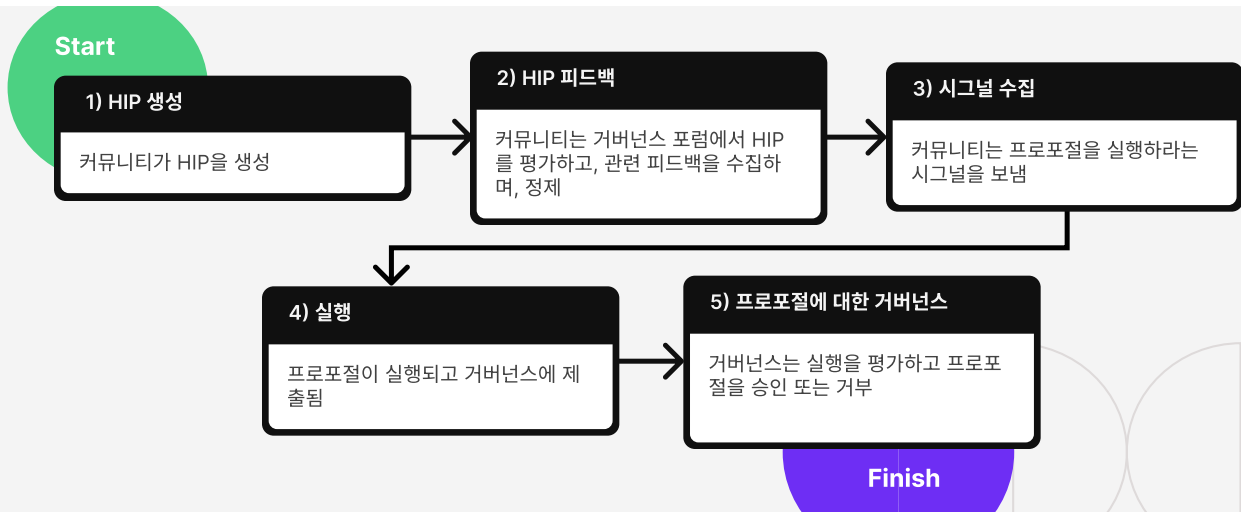 Start
1) HIP 생성
커뮤니티가 HIP을 생성
2) HIP 피드백
커뮤니티는 거버넌스 포럼에서 HIP
를 평가하고, 관련 피드백을 수집하
며, 정제
3) 시그널 수집
커뮤니티는 프로포절을 실행하라는
시그널을 보냄
4) 실행
프로포절이 실행되고 거버넌스에 제
출됨
5) 프로포절에 대한 거버넌스
거버넌스는 실행을 평가하고 프로포
절을 승인 또는 거부
Finish